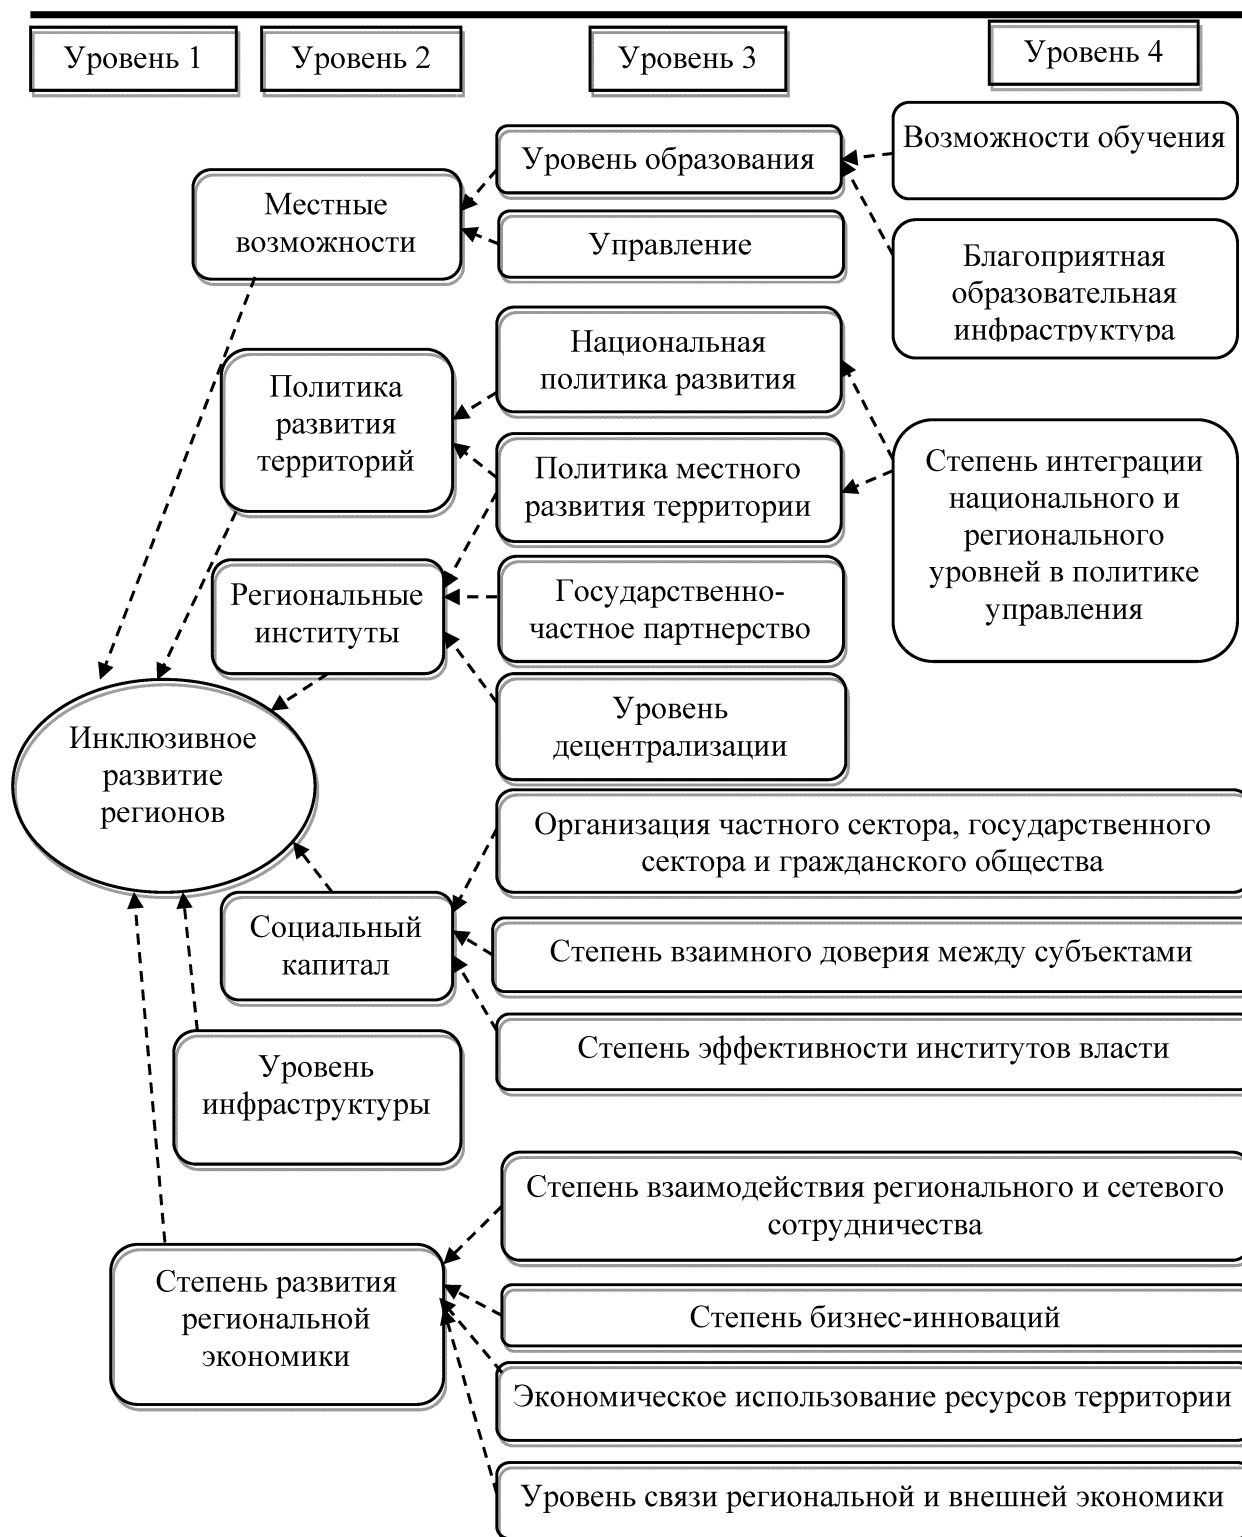 Уровень 1
Уровень 2
Уровень 3
Уровень 4
Возможности обучения
Уровень образования
Местные
возможности
Управление
Благоприятная
образовательная
инфраструктура
Национальная
политика развития
Политика
развития
территорий
Политика местного
развития территории
Степень интеграции
национального и
регионального
уровней в политике
управления
Региональные
институты
Государственно-
частное партнерство
Уровень
децентрализации
Инклюзивное
развитие
регионов
Организация частного сектора, государственного
сектора и гражданского общества
Социальный
капитал
Степень взаимного доверия между субъектами
Степень эффективности институтов власти
Уровень
инфраструктуры
Степень взаимодействия регионального и сетевого
сотрудничества
Степень развития
региональной
экономики
Степень бизнес-инноваций
Экономическое использование ресурсов территории
Уровень связи региональной и внешней экономики